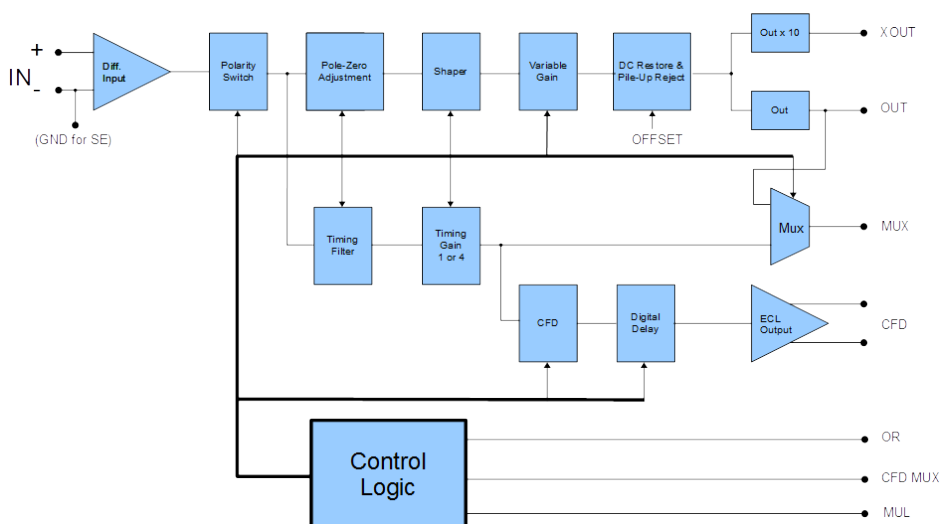 +
IN
-
(GND for SE)
Diff.
Input
Polarity
Switch
Pole-Zero
Adjustment
Shaper
Variable
Gain
DC Restore &
Pile-Up Reject
OFFSET
Out x 10
XOUT
Out
OUT
Timing
Filter
Timing
Gain
1 or 4
Mux
MUX
CFD
Digital
Delay
ECL
Output
CFD
Control
Logic
OR
CFD MUX
MUL